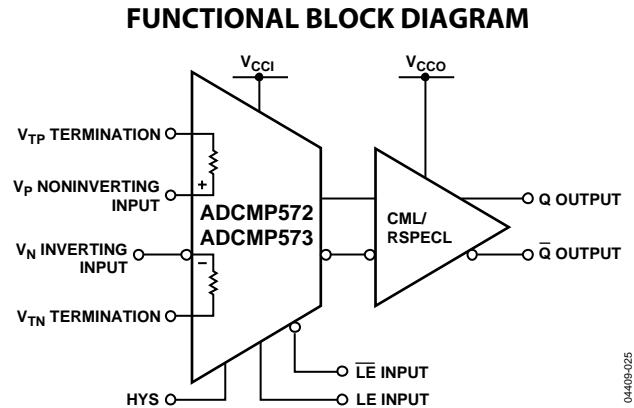 FUNCTIONAL BLOCK DIAGRAM
VCCI
VCCO
VTP TERMINATION
VP NONINVERTING
INPUT
+
ADCMP572
ADCMP573
CML/
RSPECL
Q OUTPUT
VN INVERTING
INPUT
–
Q̅ OUTPUT
VTN TERMINATION
L̅E̅ INPUT
HYS
LE INPUT
04409-025